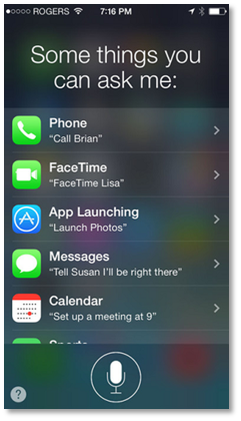 ROGERS 7:16 PM
Some things you
can ask me:
Phone
“Call Brian”
FaceTime
“FaceTime Lisa”
App Launching
“Launch Photos”
Messages
“Tell Susan I’ll be right there”
Calendar
“Set up a meeting at 9”
?